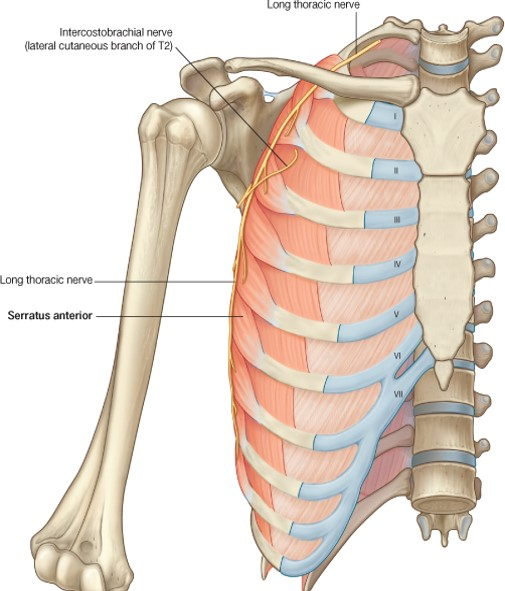 Long thoracic nerve
Intercostobrachial nerve
(lateral cutaneous branch of T2)
I
II
III
IV
Long thoracic nerve
V
Serratus anterior
VI
VII